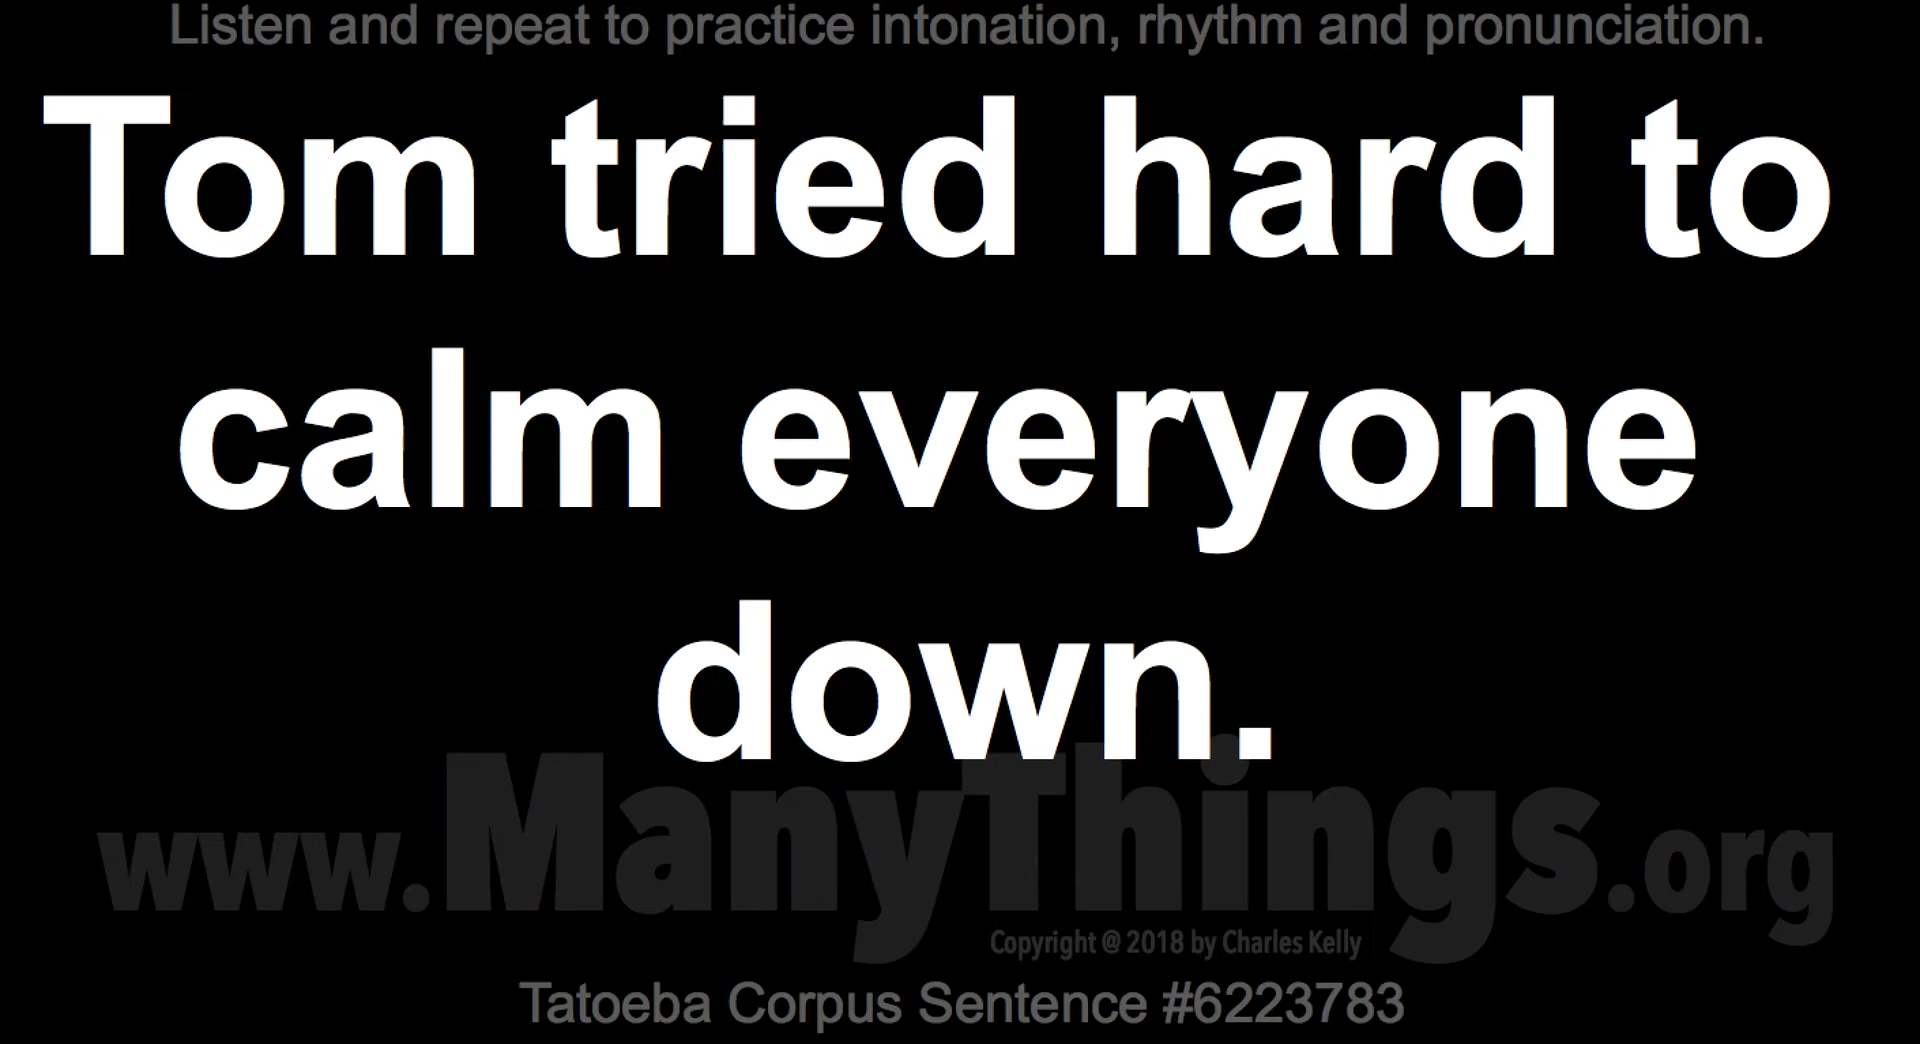 Listen and repeat to practice intonation, rhythm and pronunciation.
Tom tried hard to
calm everyone
down.
www.ManyThings.org
Copyright @ 2018 by Charles Kelly
Tatoeba Corpus Sentence #6223783